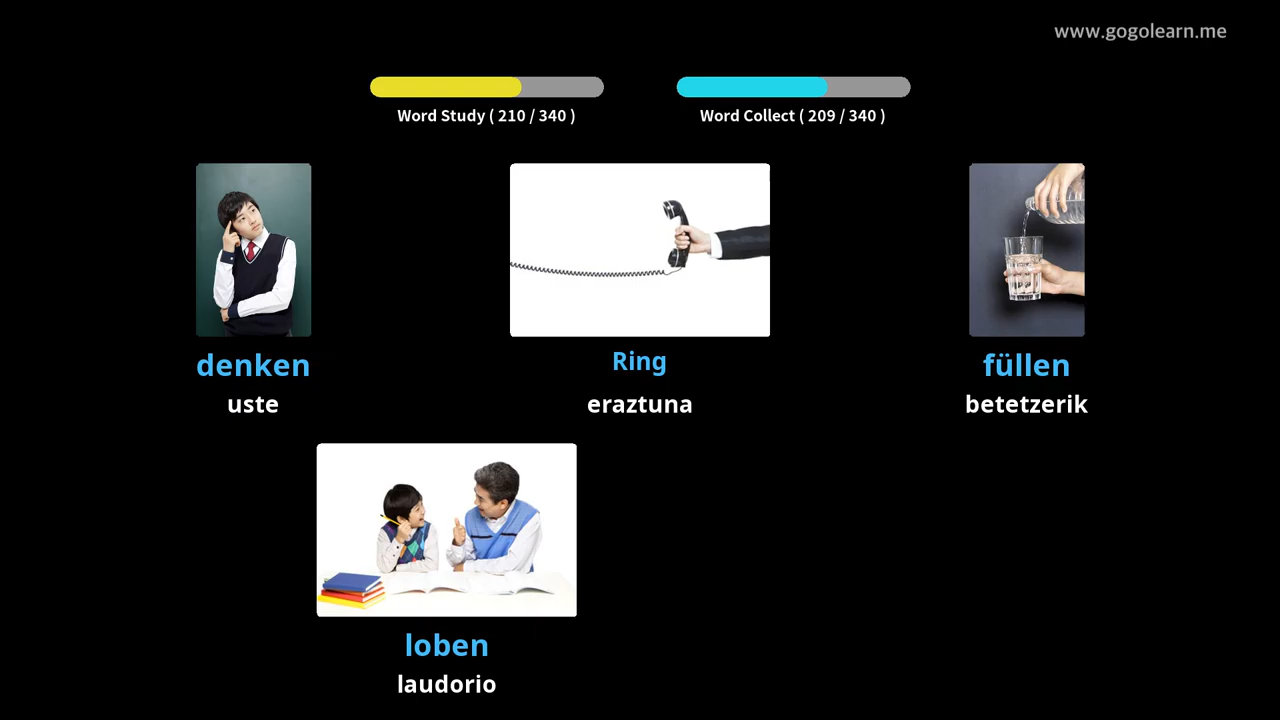 www.gogolearn.me
Word Study ( 210 / 340 )
Word Collect ( 209 / 340 )
denken
uste
Ring
eraztuna
füllen
betetzerik
loben
laudorio